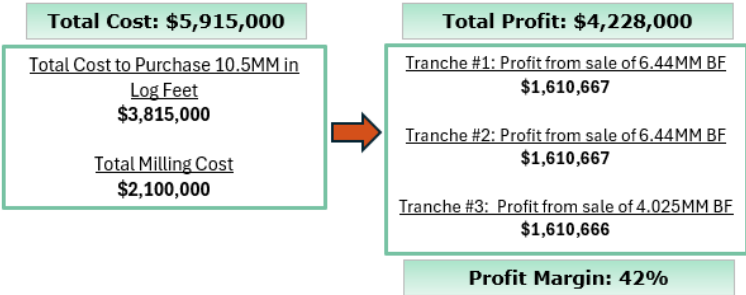 Total Cost: $5,915,000
Total Cost to Purchase 10.5MM in
Log Feet
$3,815,000
Total Milling Cost
$2,100,000
Total Profit: $4,228,000
Tranche #1: Profit from sale of 6.44MM BF
$1,610,667
Tranche #2: Profit from sale of 6.44MM BF
$1,610,667
Tranche #3: Profit from sale of 4.025MM BF
$1,610,666
Profit Margin: 42%